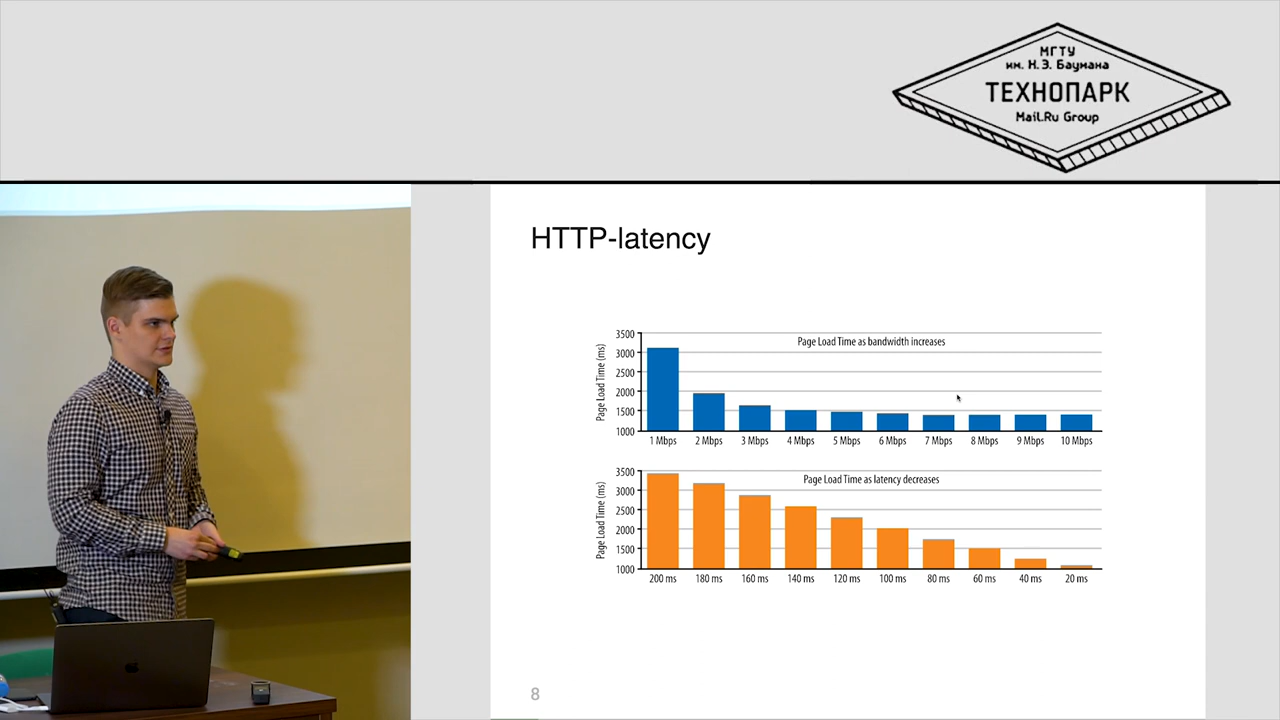 МГТУ
им. Н.Э. Баумана
ТЕХНОПАРК
Mail.Ru Group
HTTP-latency
Page Load Time as bandwidth increases
Page Load Time (ms)
3500
3000
2500
2000
1500
1000
1 Mbps 2 Mbps 3 Mbps 4 Mbps 5 Mbps 6 Mbps 7 Mbps 8 Mbps 9 Mbps 10 Mbps
Page Load Time as latency decreases
Page Load Time (ms)
3500
3000
2500
2000
1500
1000
200 ms 180 ms 160 ms 140 ms 120 ms 100 ms 80 ms 60 ms 40 ms 20 ms
8